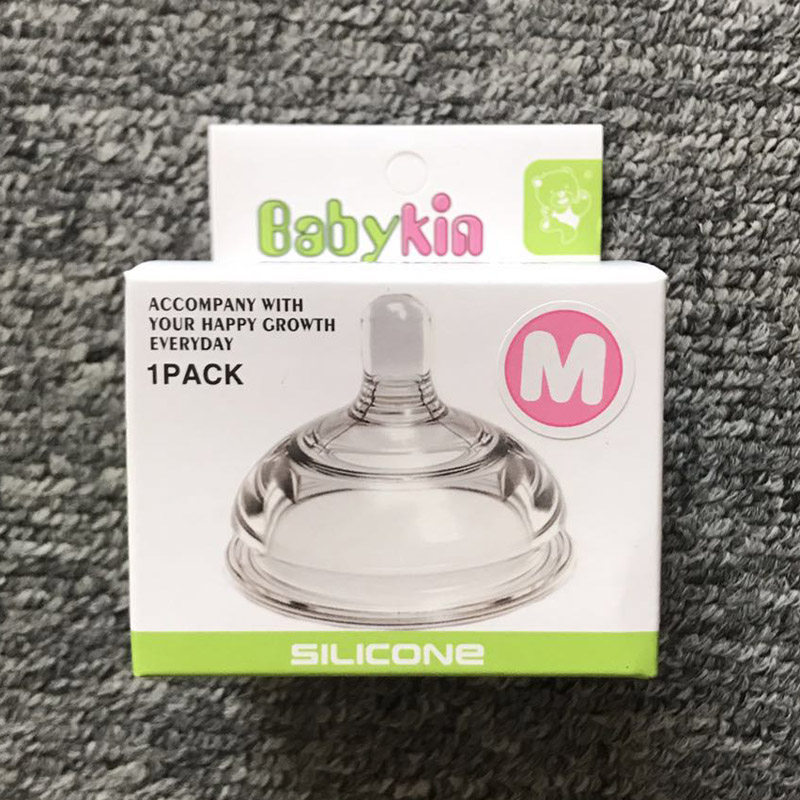 Babykin
ACCOMPANY WITH
YOUR HAPPY GROWTH
EVERYDAY
1PACK
M
SILICONE